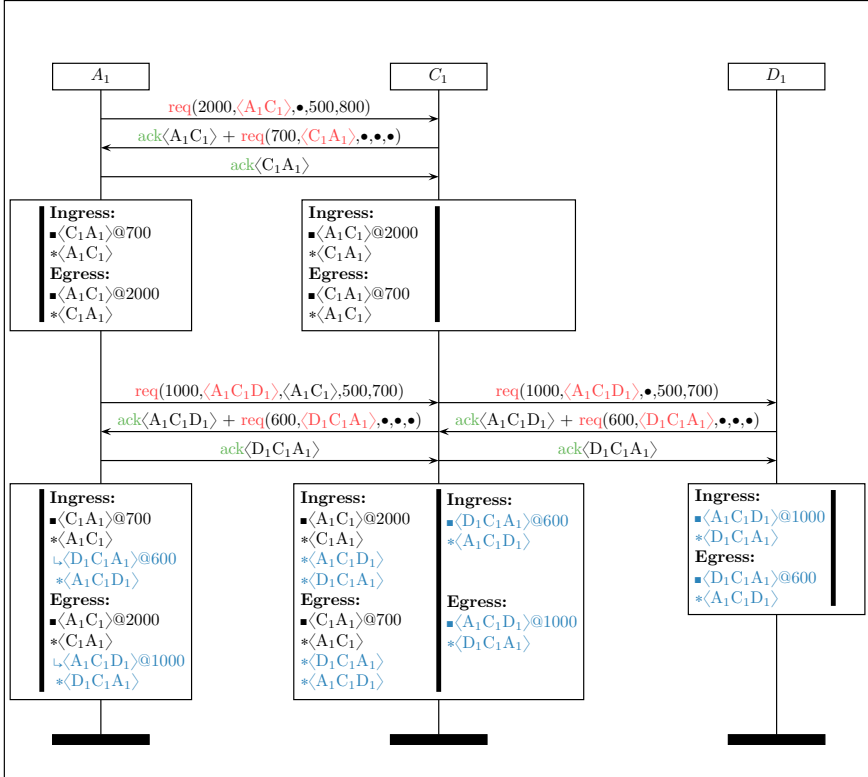 A₁
C₁
D₁
req(2000,⟨A₁C₁⟩,•,500,800)
ack⟨A₁C₁⟩ + req(700,⟨C₁A₁⟩,•,•,•)
ack⟨C₁A₁⟩
Ingress:
■⟨C₁A₁⟩@700
*⟨A₁C₁⟩
Egress:
■⟨A₁C₁⟩@2000
*⟨C₁A₁⟩
Ingress:
■⟨A₁C₁⟩@2000
*⟨C₁A₁⟩
Egress:
■⟨C₁A₁⟩@700
*⟨A₁C₁⟩
req(1000,⟨A₁C₁D₁⟩,⟨A₁C₁⟩,500,700)
req(1000,⟨A₁C₁D₁⟩,•,500,700)
ack⟨A₁C₁D₁⟩ + req(600,⟨D₁C₁A₁⟩,•,•,•)
ack⟨A₁C₁D₁⟩ + req(600,⟨D₁C₁A₁⟩,•,•,•)
ack⟨D₁C₁A₁⟩
ack⟨D₁C₁A₁⟩
Ingress:
■⟨C₁A₁⟩@700
*⟨A₁C₁⟩
↳⟨D₁C₁A₁⟩@600
*⟨A₁C₁D₁⟩
Egress:
■⟨A₁C₁⟩@2000
*⟨C₁A₁⟩
↳⟨A₁C₁D₁⟩@1000
*⟨D₁C₁A₁⟩
Ingress:
■⟨A₁C₁⟩@2000
*⟨C₁A₁⟩
*⟨A₁C₁D₁⟩
*⟨D₁C₁A₁⟩
Egress:
■⟨C₁A₁⟩@700
*⟨A₁C₁⟩
*⟨D₁C₁A₁⟩
*⟨A₁C₁D₁⟩
Ingress:
■⟨D₁C₁A₁⟩@600
*⟨A₁C₁D₁⟩
Egress:
■⟨A₁C₁D₁⟩@1000
*⟨D₁C₁A₁⟩
Ingress:
■⟨A₁C₁D₁⟩@1000
*⟨D₁C₁A₁⟩
Egress:
■⟨D₁C₁A₁⟩@600
*⟨A₁C₁D₁⟩